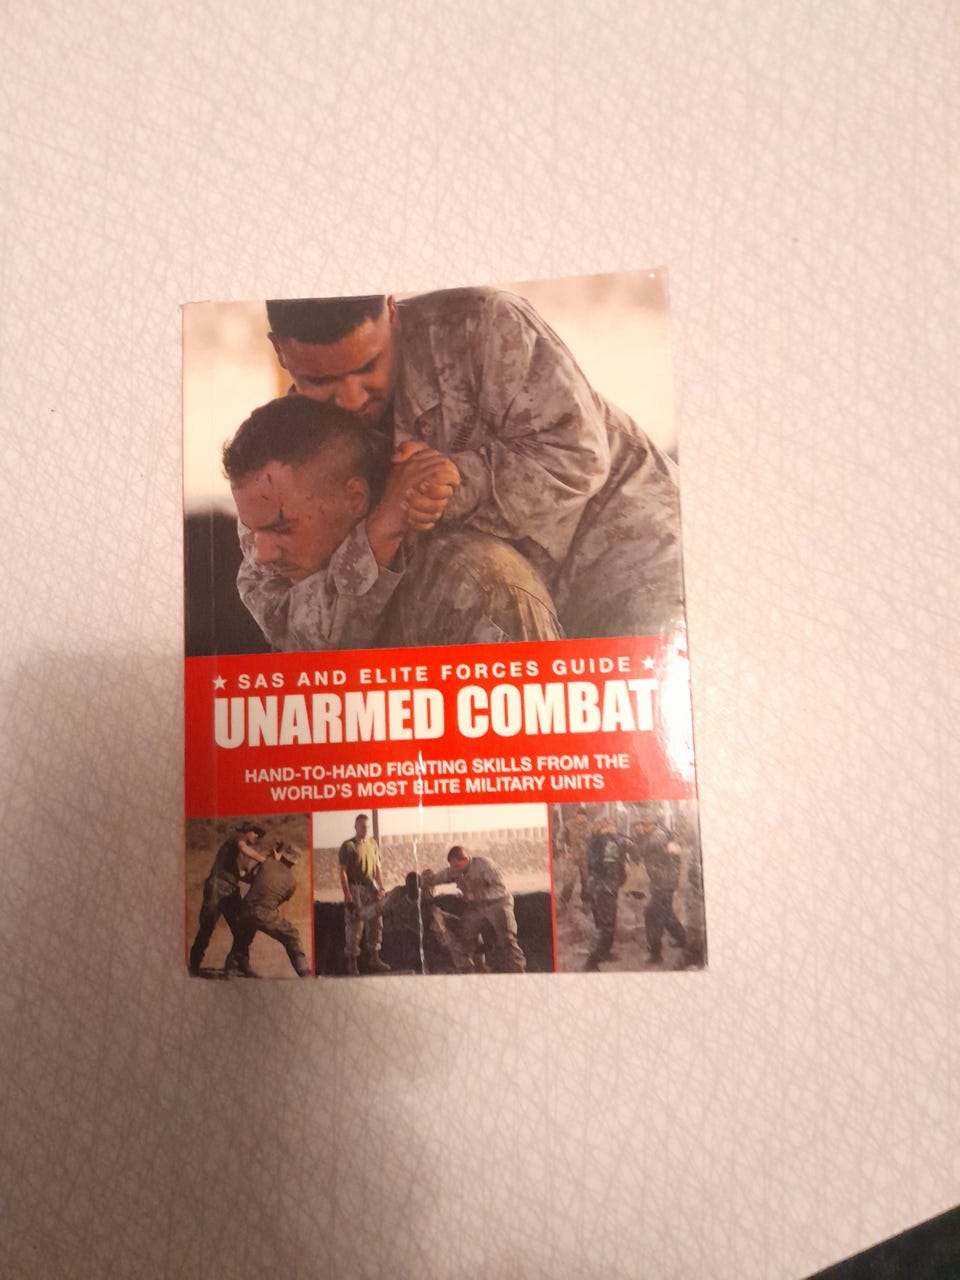 ★ SAS AND ELITE FORCES GUIDE ★
UNARMED COMBAT
HAND-TO-HAND FIGHTING SKILLS FROM THE
WORLD'S MOST ELITE MILITARY UNITS